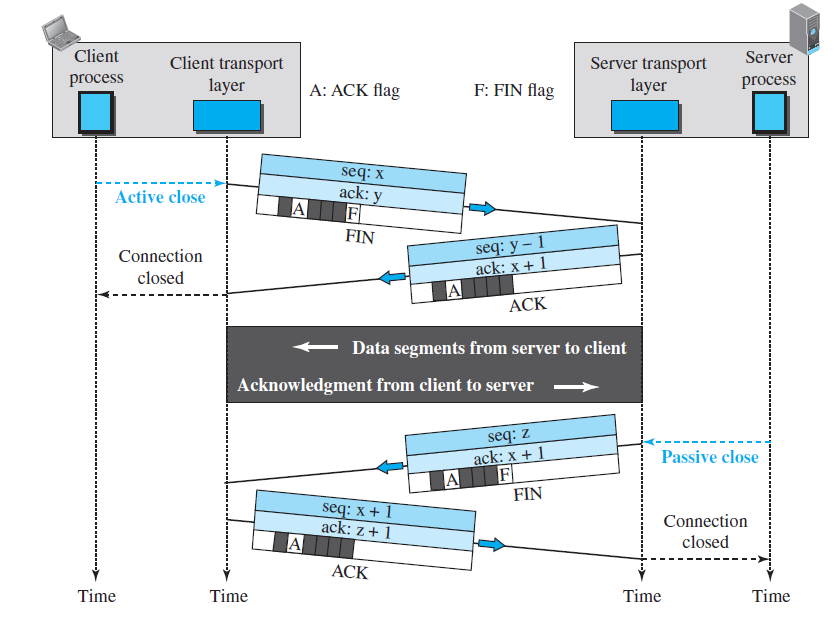 Client
process
Client transport
layer
A: ACK flag
F: FIN flag
Server transport
layer
Server
process
Active close
seq: x
ack: y
A
F
FIN
seq: y – 1
ack: x + 1
A
ACK
Connection
closed
Data segments from server to client
Acknowledgment from client to server
Passive close
seq: z
ack: x + 1
A
F
FIN
seq: x + 1
ack: z + 1
A
ACK
Connection
closed
Time
Time
Time
Time